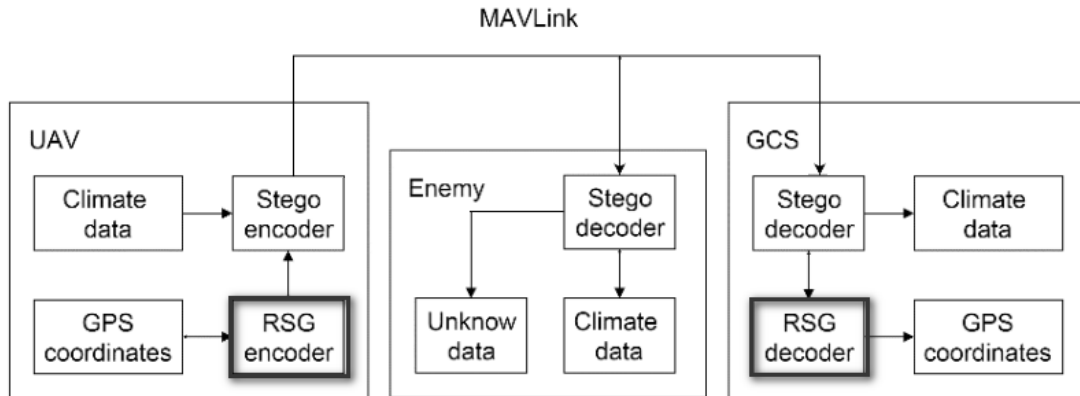 MAVLink
UAV
Climate
data
Stego
encoder
GPS
coordinates
RSG
encoder
Enemy
Stego
decoder
Unknow
data
Climate
data
GCS
Stego
decoder
Climate
data
RSG
decoder
GPS
coordinates